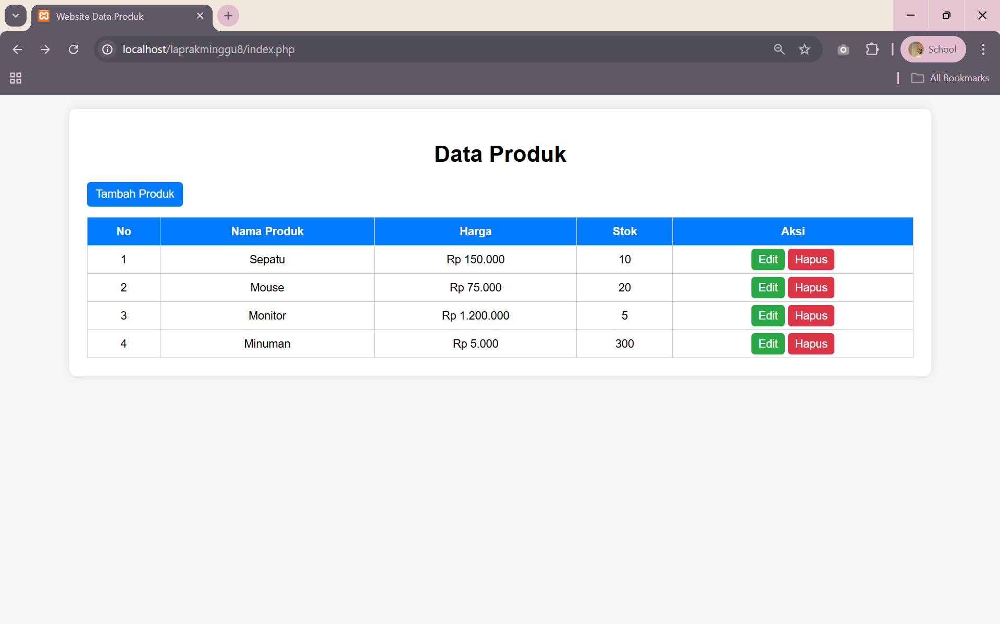 Website Data Produk
localhost/laprakminggu8/index.php
School
All Bookmarks
Data Produk
Tambah Produk
No Nama Produk Harga Stok Aksi
1 Sepatu Rp 150.000 10 Edit Hapus
2 Mouse Rp 75.000 20 Edit Hapus
3 Monitor Rp 1.200.000 5 Edit Hapus
4 Minuman Rp 5.000 300 Edit Hapus